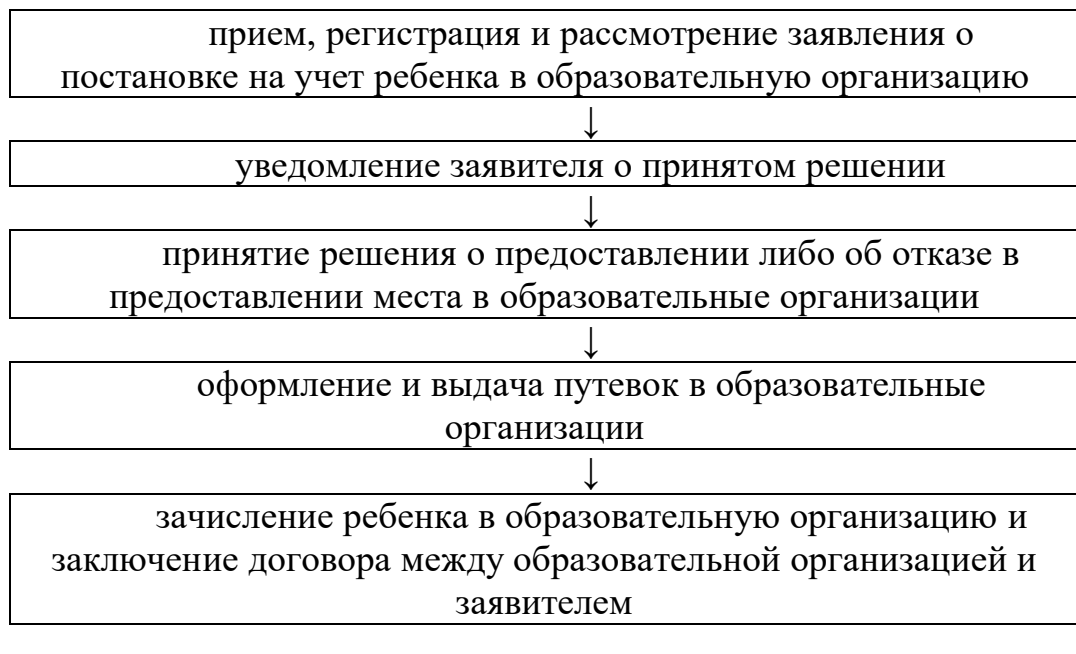 прием, регистрация и рассмотрение заявления о
постановке на учет ребенка в образовательную организацию
↓
уведомление заявителя о принятом решении
↓
принятие решения о предоставлении либо об отказе в
предоставлении места в образовательные организации
↓
оформление и выдача путевок в образовательные
организации
↓
зачисление ребенка в образовательную организацию и
заключение договора между образовательной организацией и
заявителем